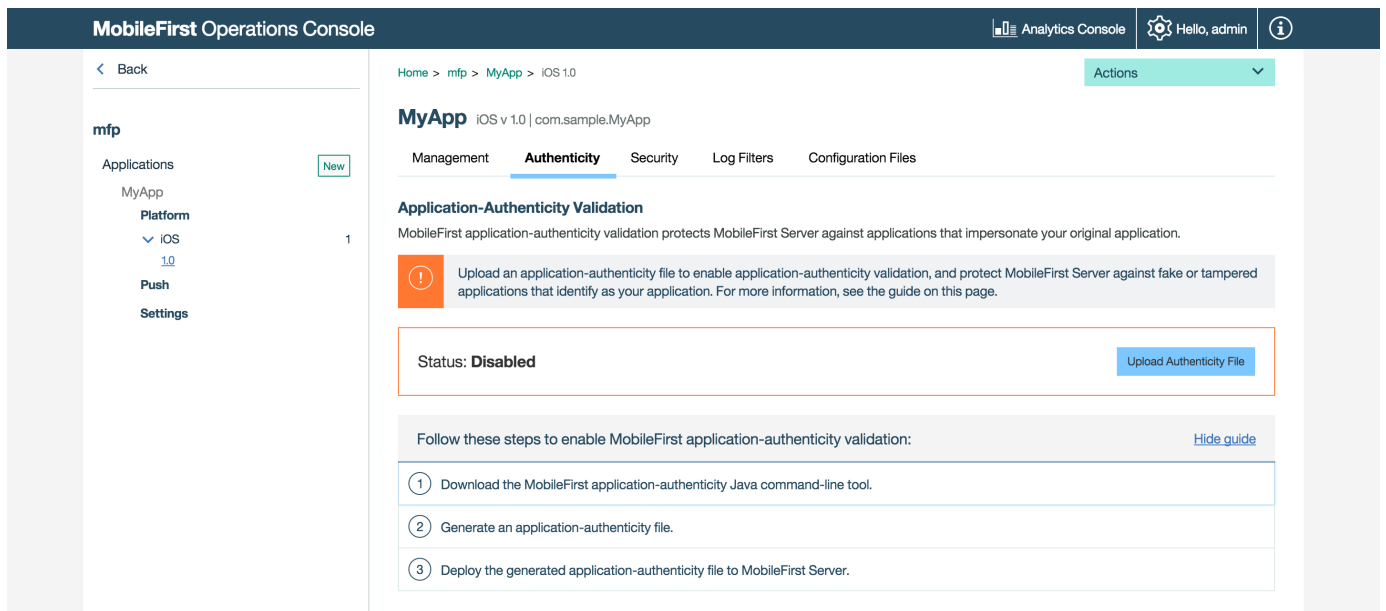 MobileFirst Operations Console
Analytics Console
Hello, admin
Back
mfp
Applications
New
MyApp
Platform
iOS 1
1.0
Push
Settings
Home > mfp > MyApp > iOS 1.0
Actions
MyApp iOS v 1.0 | com.sample.MyApp
Management Authenticity Security Log Filters Configuration Files
Application-Authenticity Validation
MobileFirst application-authenticity validation protects MobileFirst Server against applications that impersonate your original application.
Upload an application-authenticity file to enable application-authenticity validation, and protect MobileFirst Server against fake or tampered
applications that identify as your application. For more information, see the guide on this page.
Status: Disabled
Upload Authenticity File
Follow these steps to enable MobileFirst application-authenticity validation: Hide guide
1 Download the MobileFirst application-authenticity Java command-line tool.
2 Generate an application-authenticity file.
3 Deploy the generated application-authenticity file to MobileFirst Server.